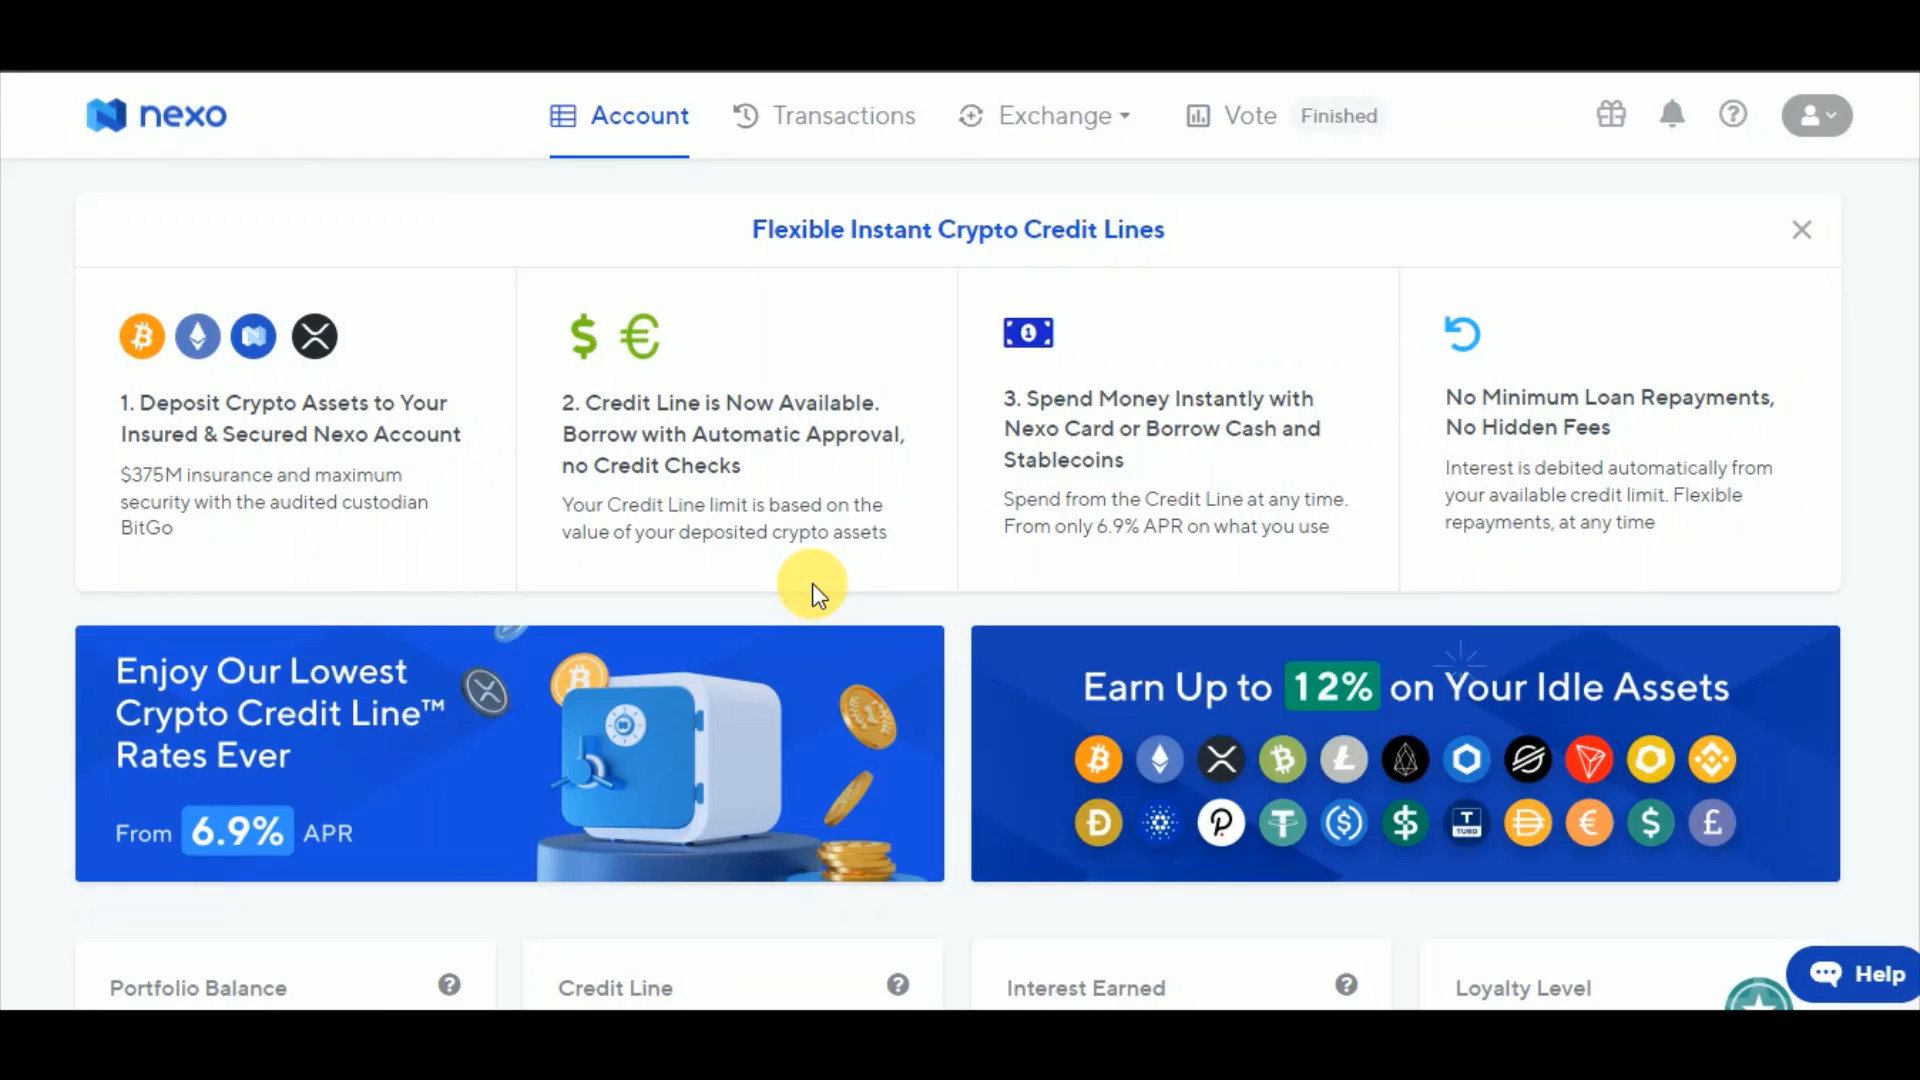 nexo
Account
Transactions
Exchange
Vote
Finished
Flexible Instant Crypto Credit Lines
1. Deposit Crypto Assets to Your
Insured & Secured Nexo Account
$375M insurance and maximum
security with the audited custodian
BitGo
2. Credit Line is Now Available.
Borrow with Automatic Approval,
no Credit Checks
Your Credit Line limit is based on the
value of your deposited crypto assets
3. Spend Money Instantly with
Nexo Card or Borrow Cash and
Stablecoins
Spend from the Credit Line at any time.
From only 6.9% APR on what you use
No Minimum Loan Repayments,
No Hidden Fees
Interest is debited automatically from
your available credit limit. Flexible
repayments, at any time
Enjoy Our Lowest
Crypto Credit Line™
Rates Ever
From 6.9% APR
Earn Up to 12% on Your Idle Assets
Portfolio Balance
Credit Line
Interest Earned
Loyalty Level
Help